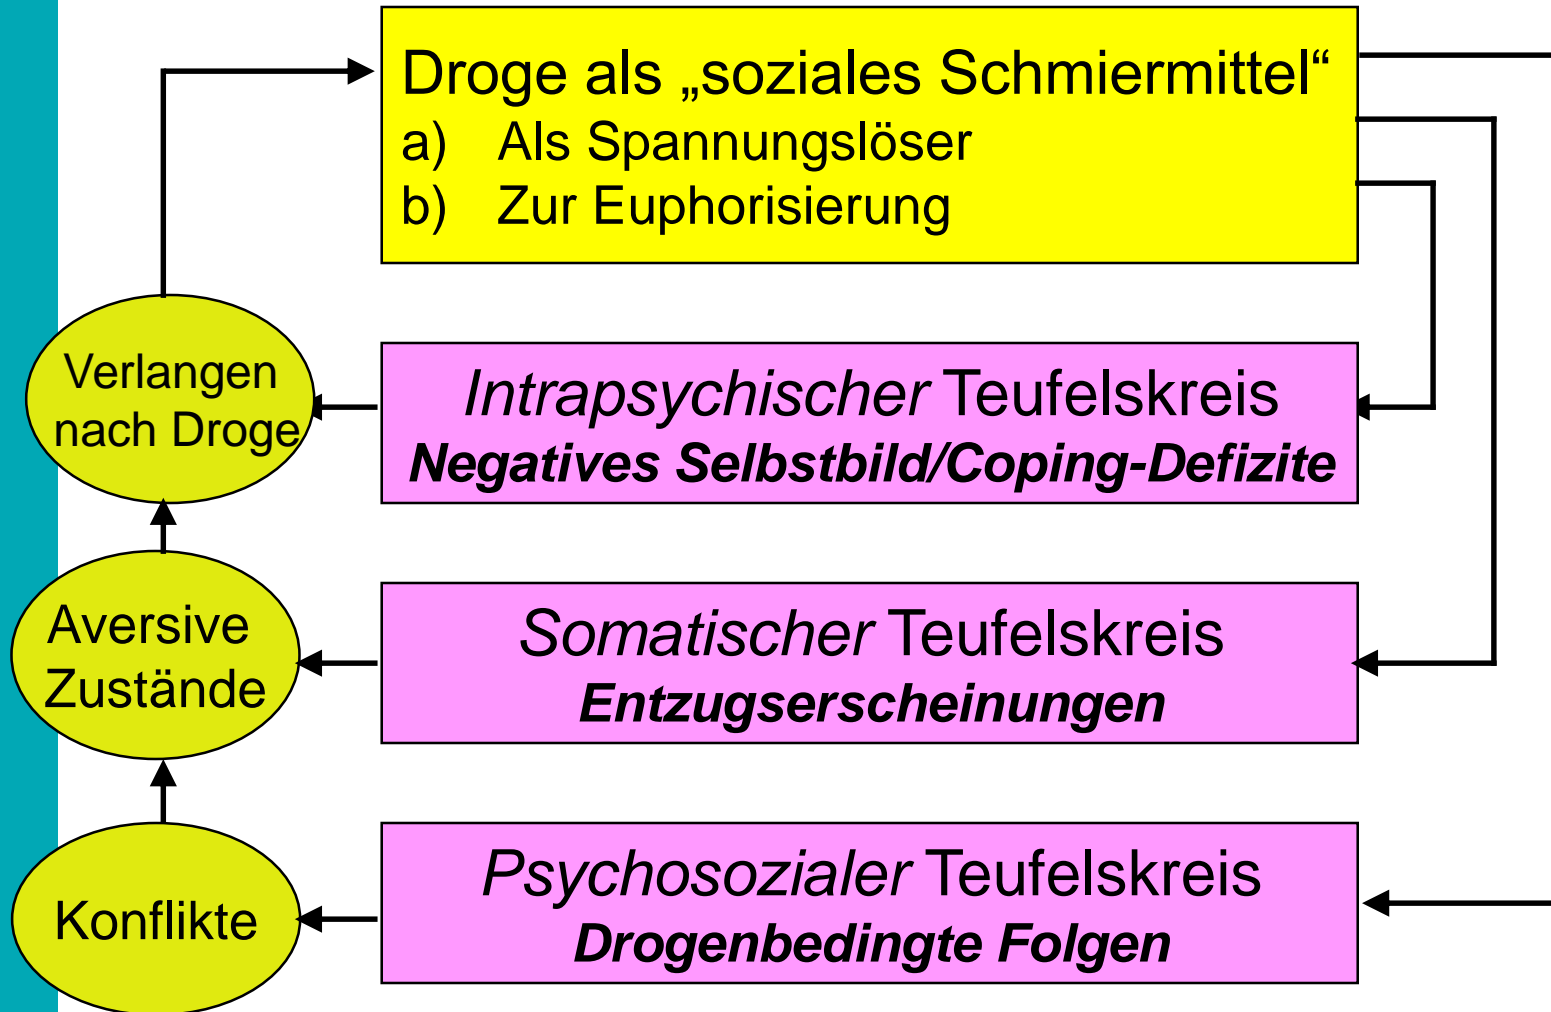 Droge als „soziales Schmiermittel“
a) Als Spannungslöser
b) Zur Euphorisierung
Verlangen
nach Droge
Intrapsychischer Teufelskreis
Negatives Selbstbild/Coping-Defizite
Aversive
Zustände
Somatischer Teufelskreis
Entzugserscheinungen
Konflikte
Psychosozialer Teufelskreis
Drogenbedingte Folgen